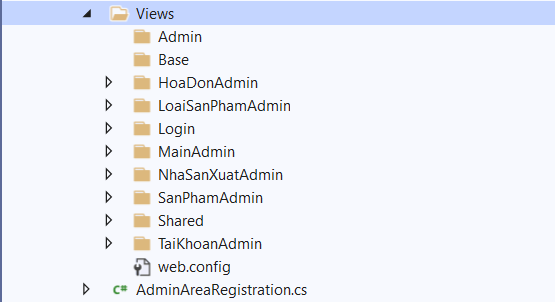 Views
Admin
Base
HoaDonAdmin
LoaiSanPhamAdmin
Login
MainAdmin
NhaSanXuatAdmin
SanPhamAdmin
Shared
TaiKhoanAdmin
web.config
C# AdminAreaRegistration.cs